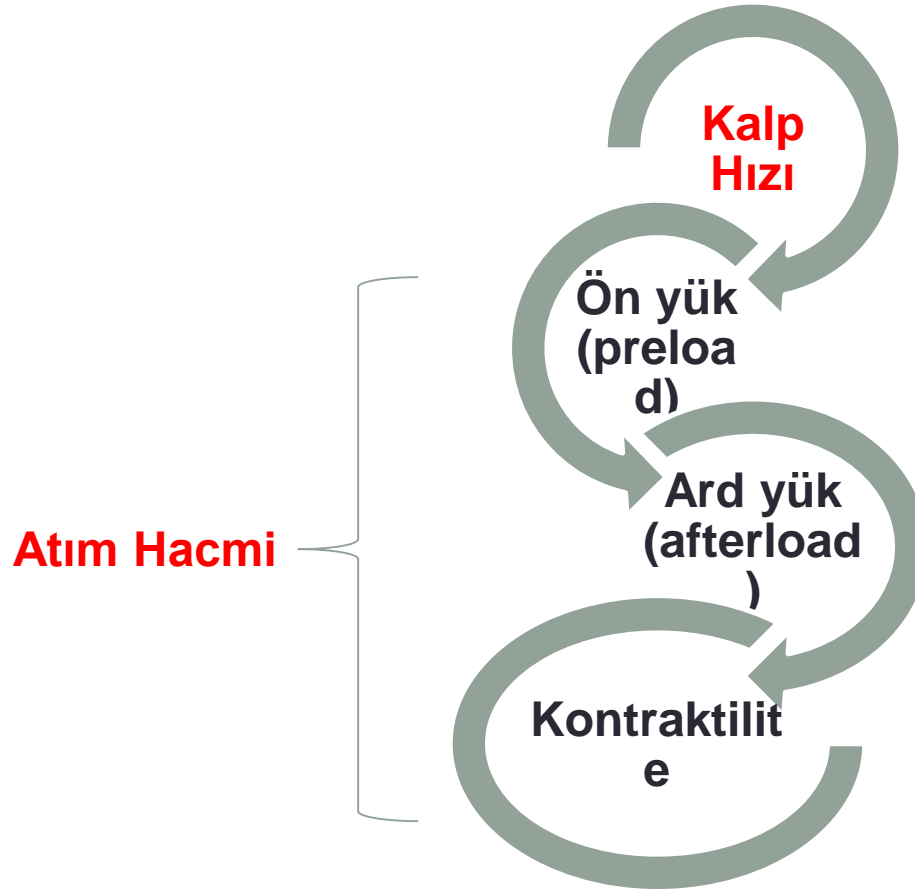 Kalp
Hızı
Ön yük
(preloa
d)
Ard yük
(afterload
)
Atım Hacmi
Kontraktilit
e